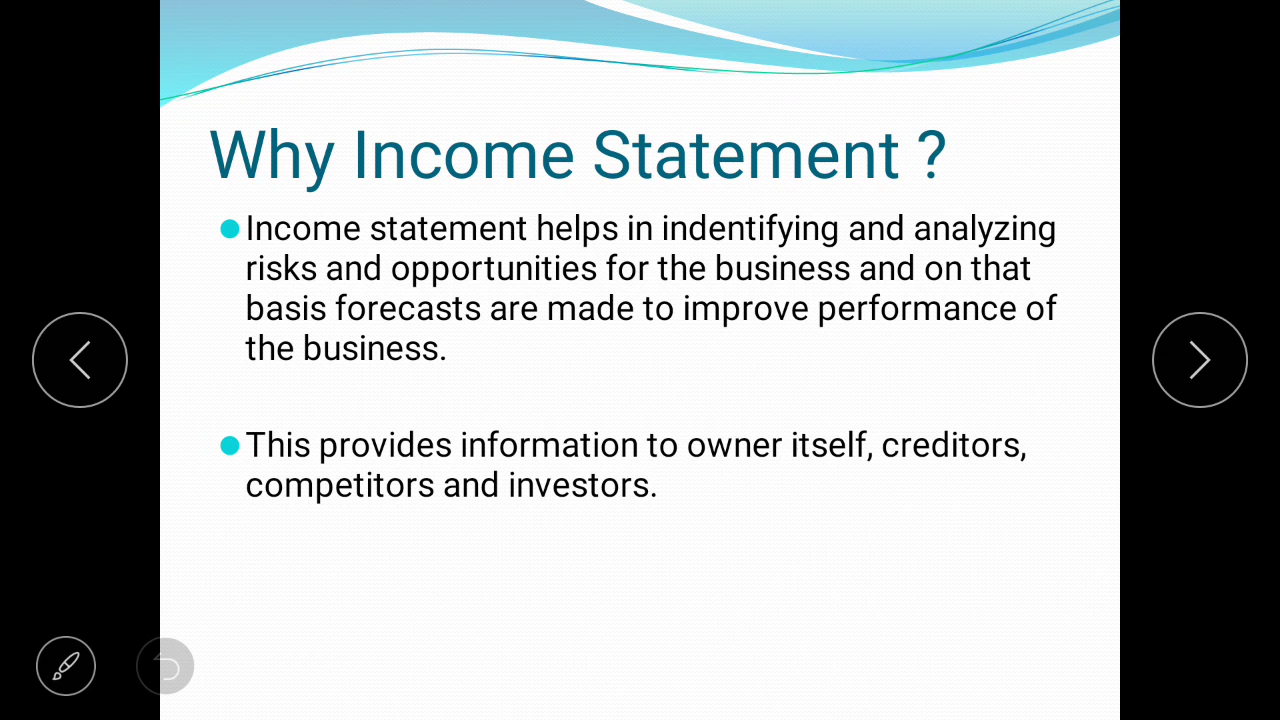 Why Income Statement ?
Income statement helps in indentifying and analyzing
risks and opportunities for the business and on that
basis forecasts are made to improve performance of
the business.
This provides information to owner itself, creditors,
competitors and investors.